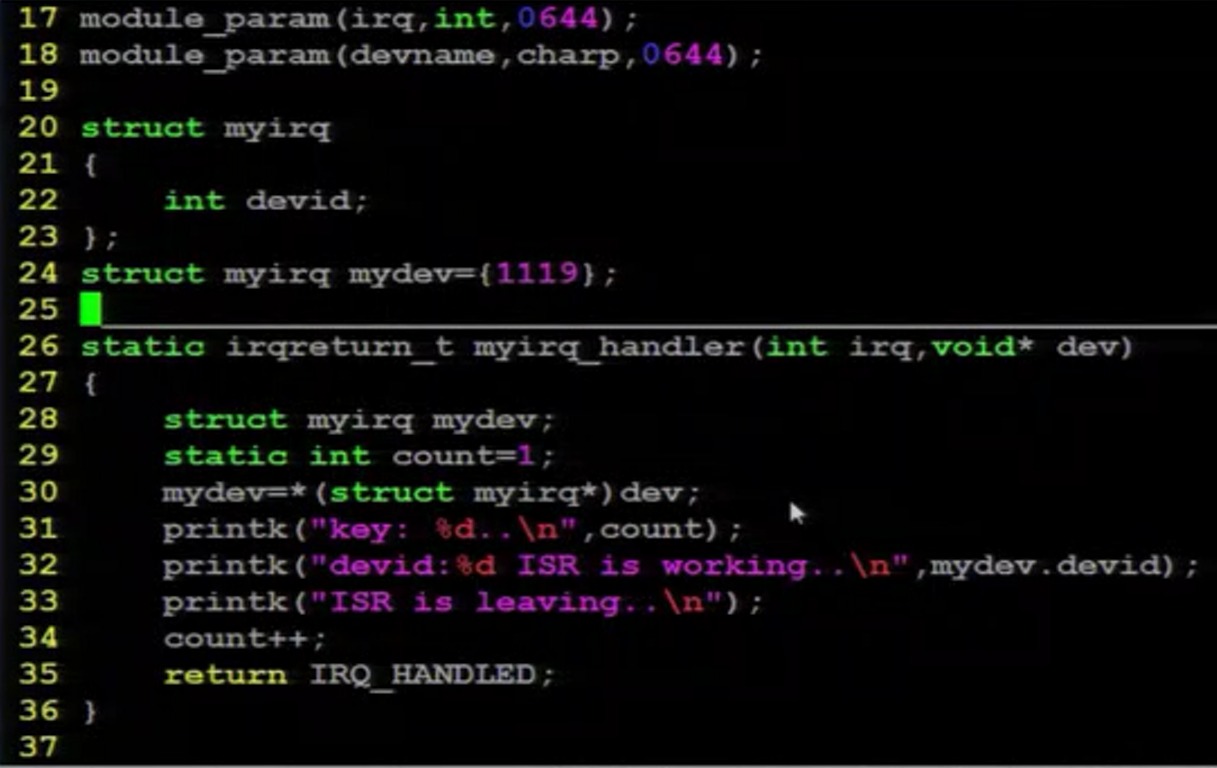 17 module_param(irq,int,0644);
18 module_param(devname,charp,0644);
19
20 struct myirq
21 {
22     int devid;
23 };
24 struct myirq mydev={1119};
25
26 static irqreturn_t myirq_handler(int irq,void* dev)
27 {
28     struct myirq mydev;
29     static int count=1;
30     mydev=*(struct myirq*)dev;
31     printk("key: %d..\n",count);
32     printk("devid:%d ISR is working..\n",mydev.devid);
33     printk("ISR is leaving..\n");
34     count++;
35     return IRQ_HANDLED;
36 }
37